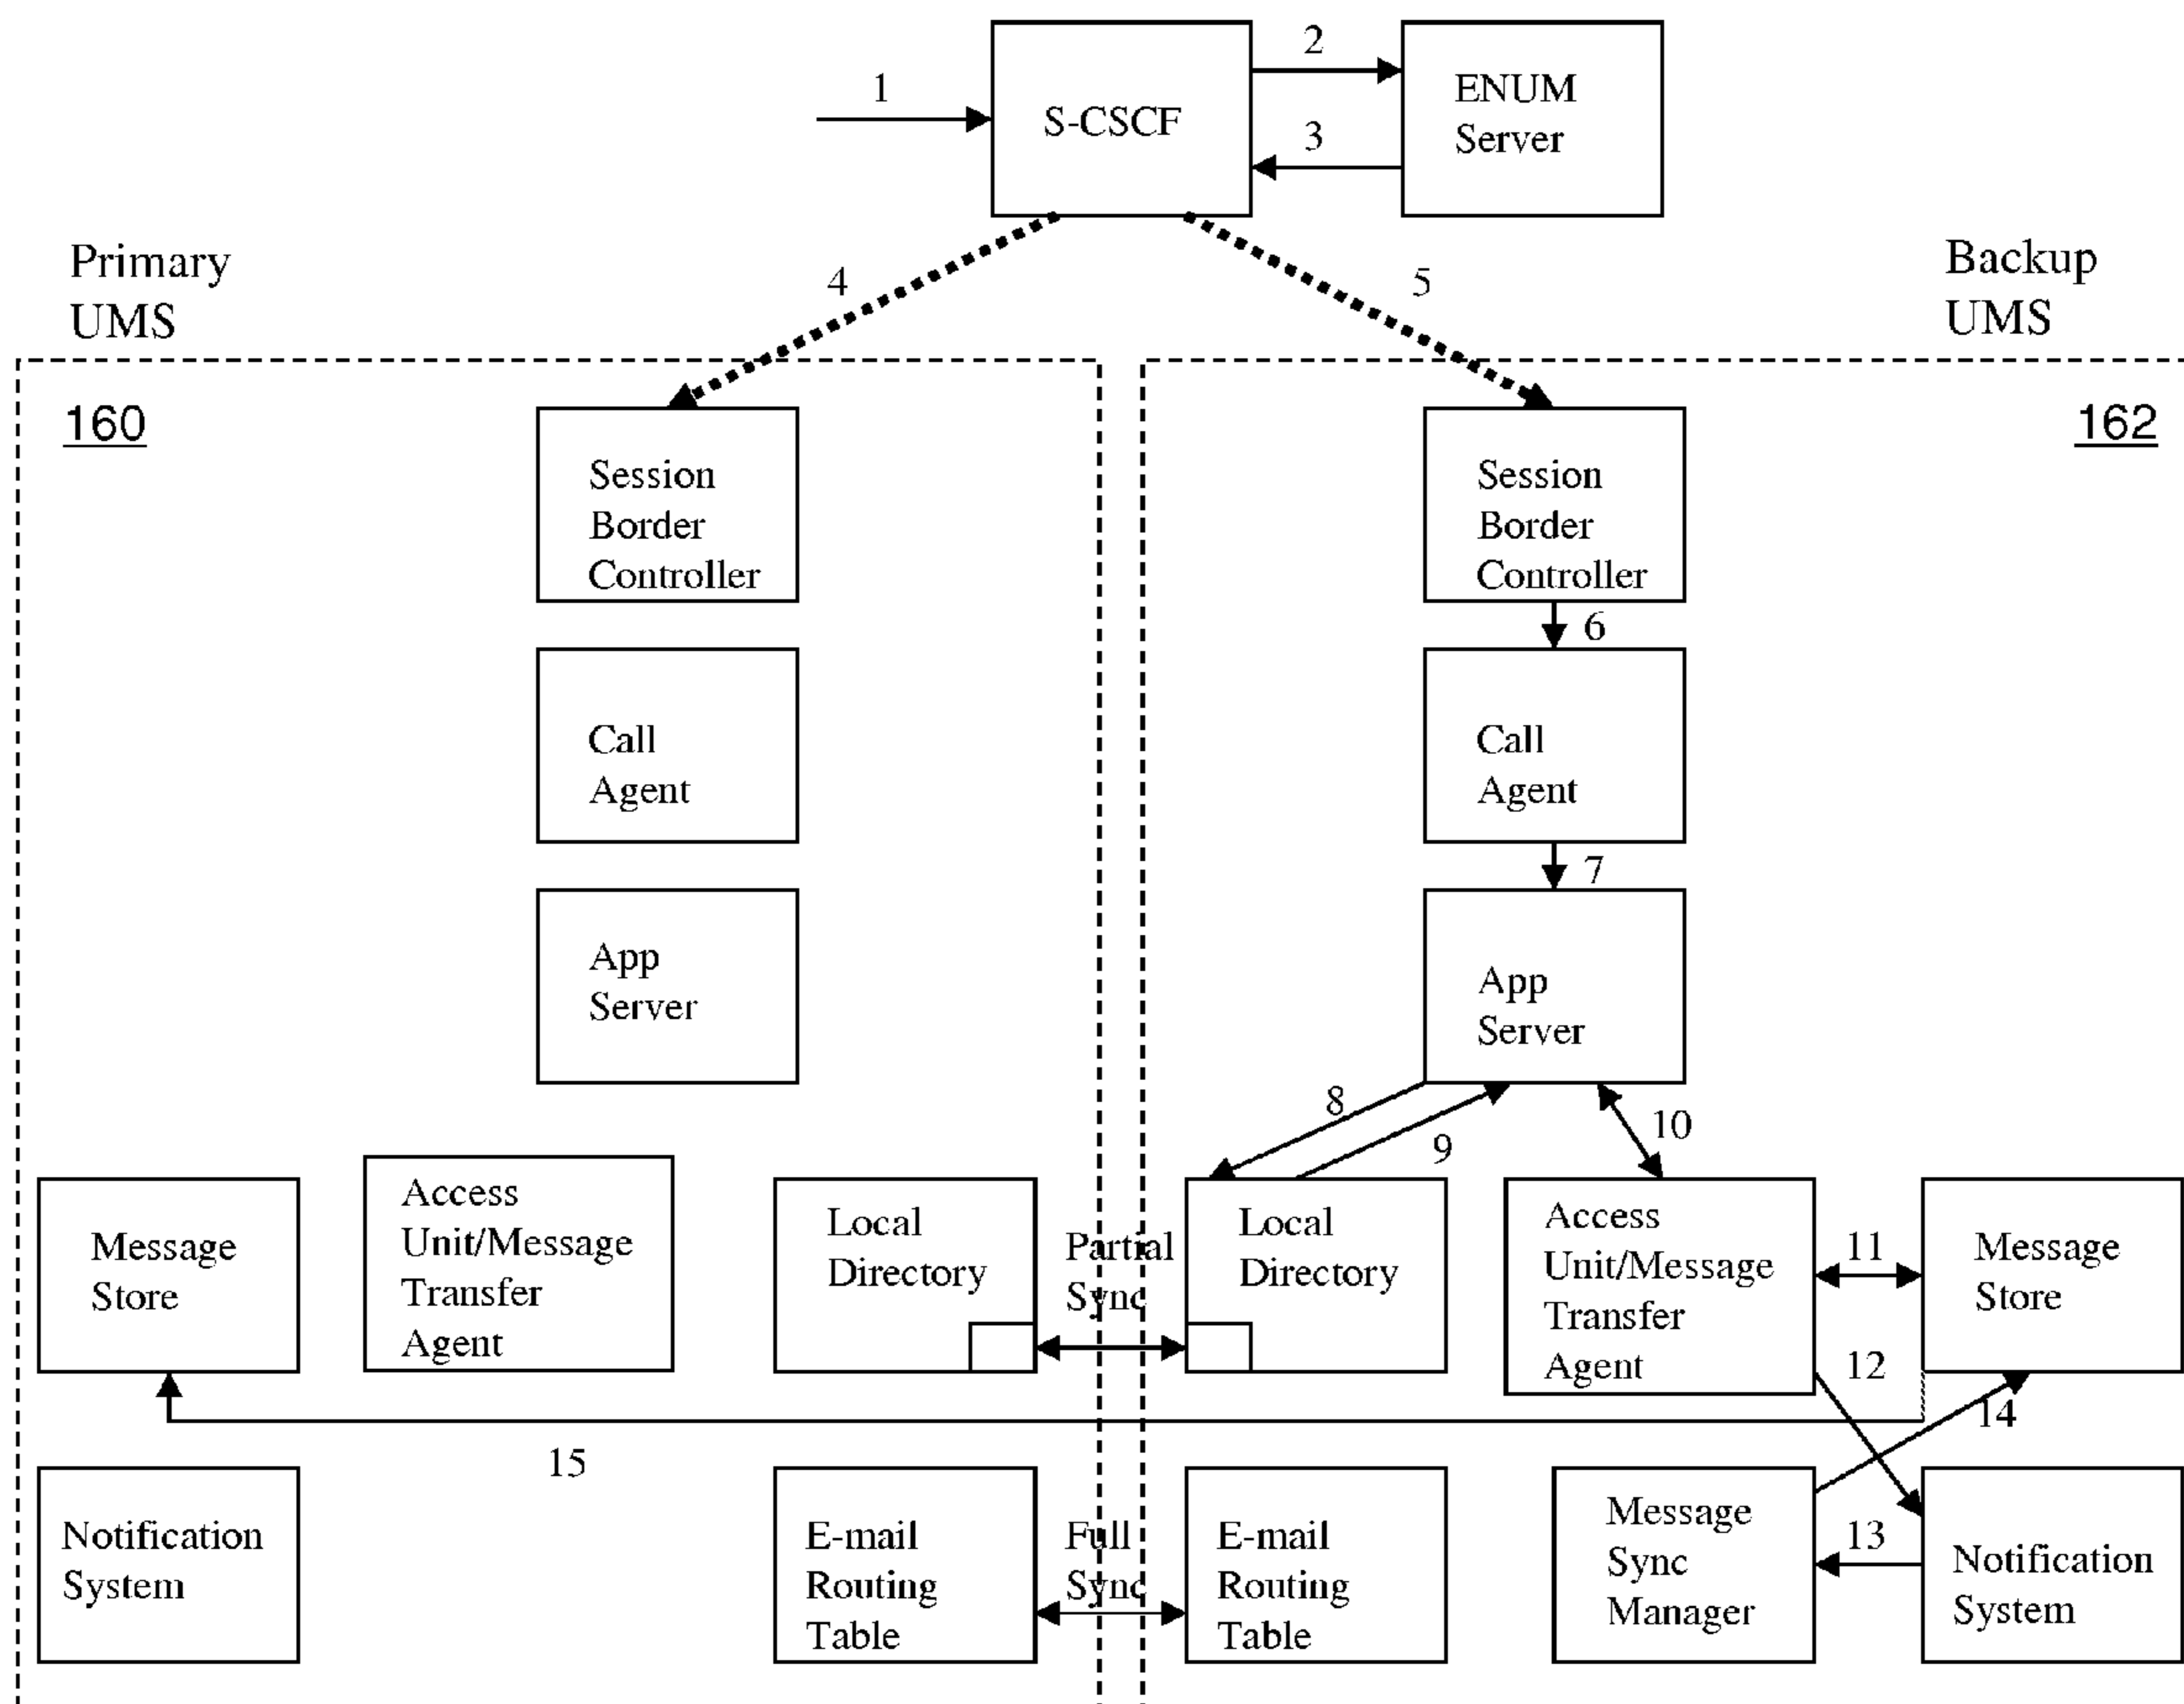 1
2
3
S-CSCF
ENUM
Server
Primary
UMS
4
5
Backup
UMS
160
162
Session
Border
Controller
Session
Border
Controller
6
Call
Agent
Call
Agent
7
App
Server
App
Server
8
9
10
Message
Store
Access
Unit/Message
Transfer
Agent
Local
Directory
Partial
Sync
Local
Directory
Access
Unit/Message
Transfer
Agent
11
Message
Store
12
14
15
13
Notification
System
E-mail
Routing
Table
Full
Sync
E-mail
Routing
Table
Message
Sync
Manager
Notification
System